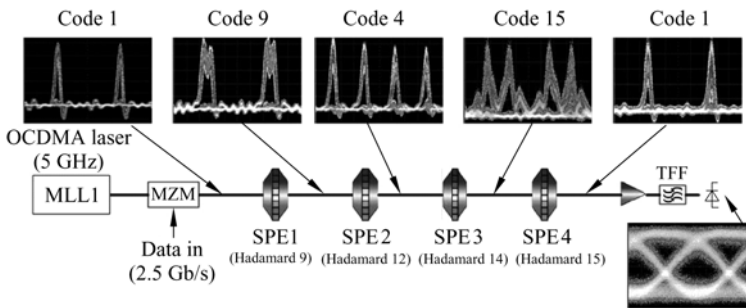 Code 1
Code 9
Code 4
Code 15
Code 1
OCDMA laser
(5 GHz)
MLL1
MZM
Data in
(2.5 Gb/s)
SPE1
(Hadamard 9)
SPE2
(Hadamard 12)
SPE3
(Hadamard 14)
SPE4
(Hadamard 15)
TFF